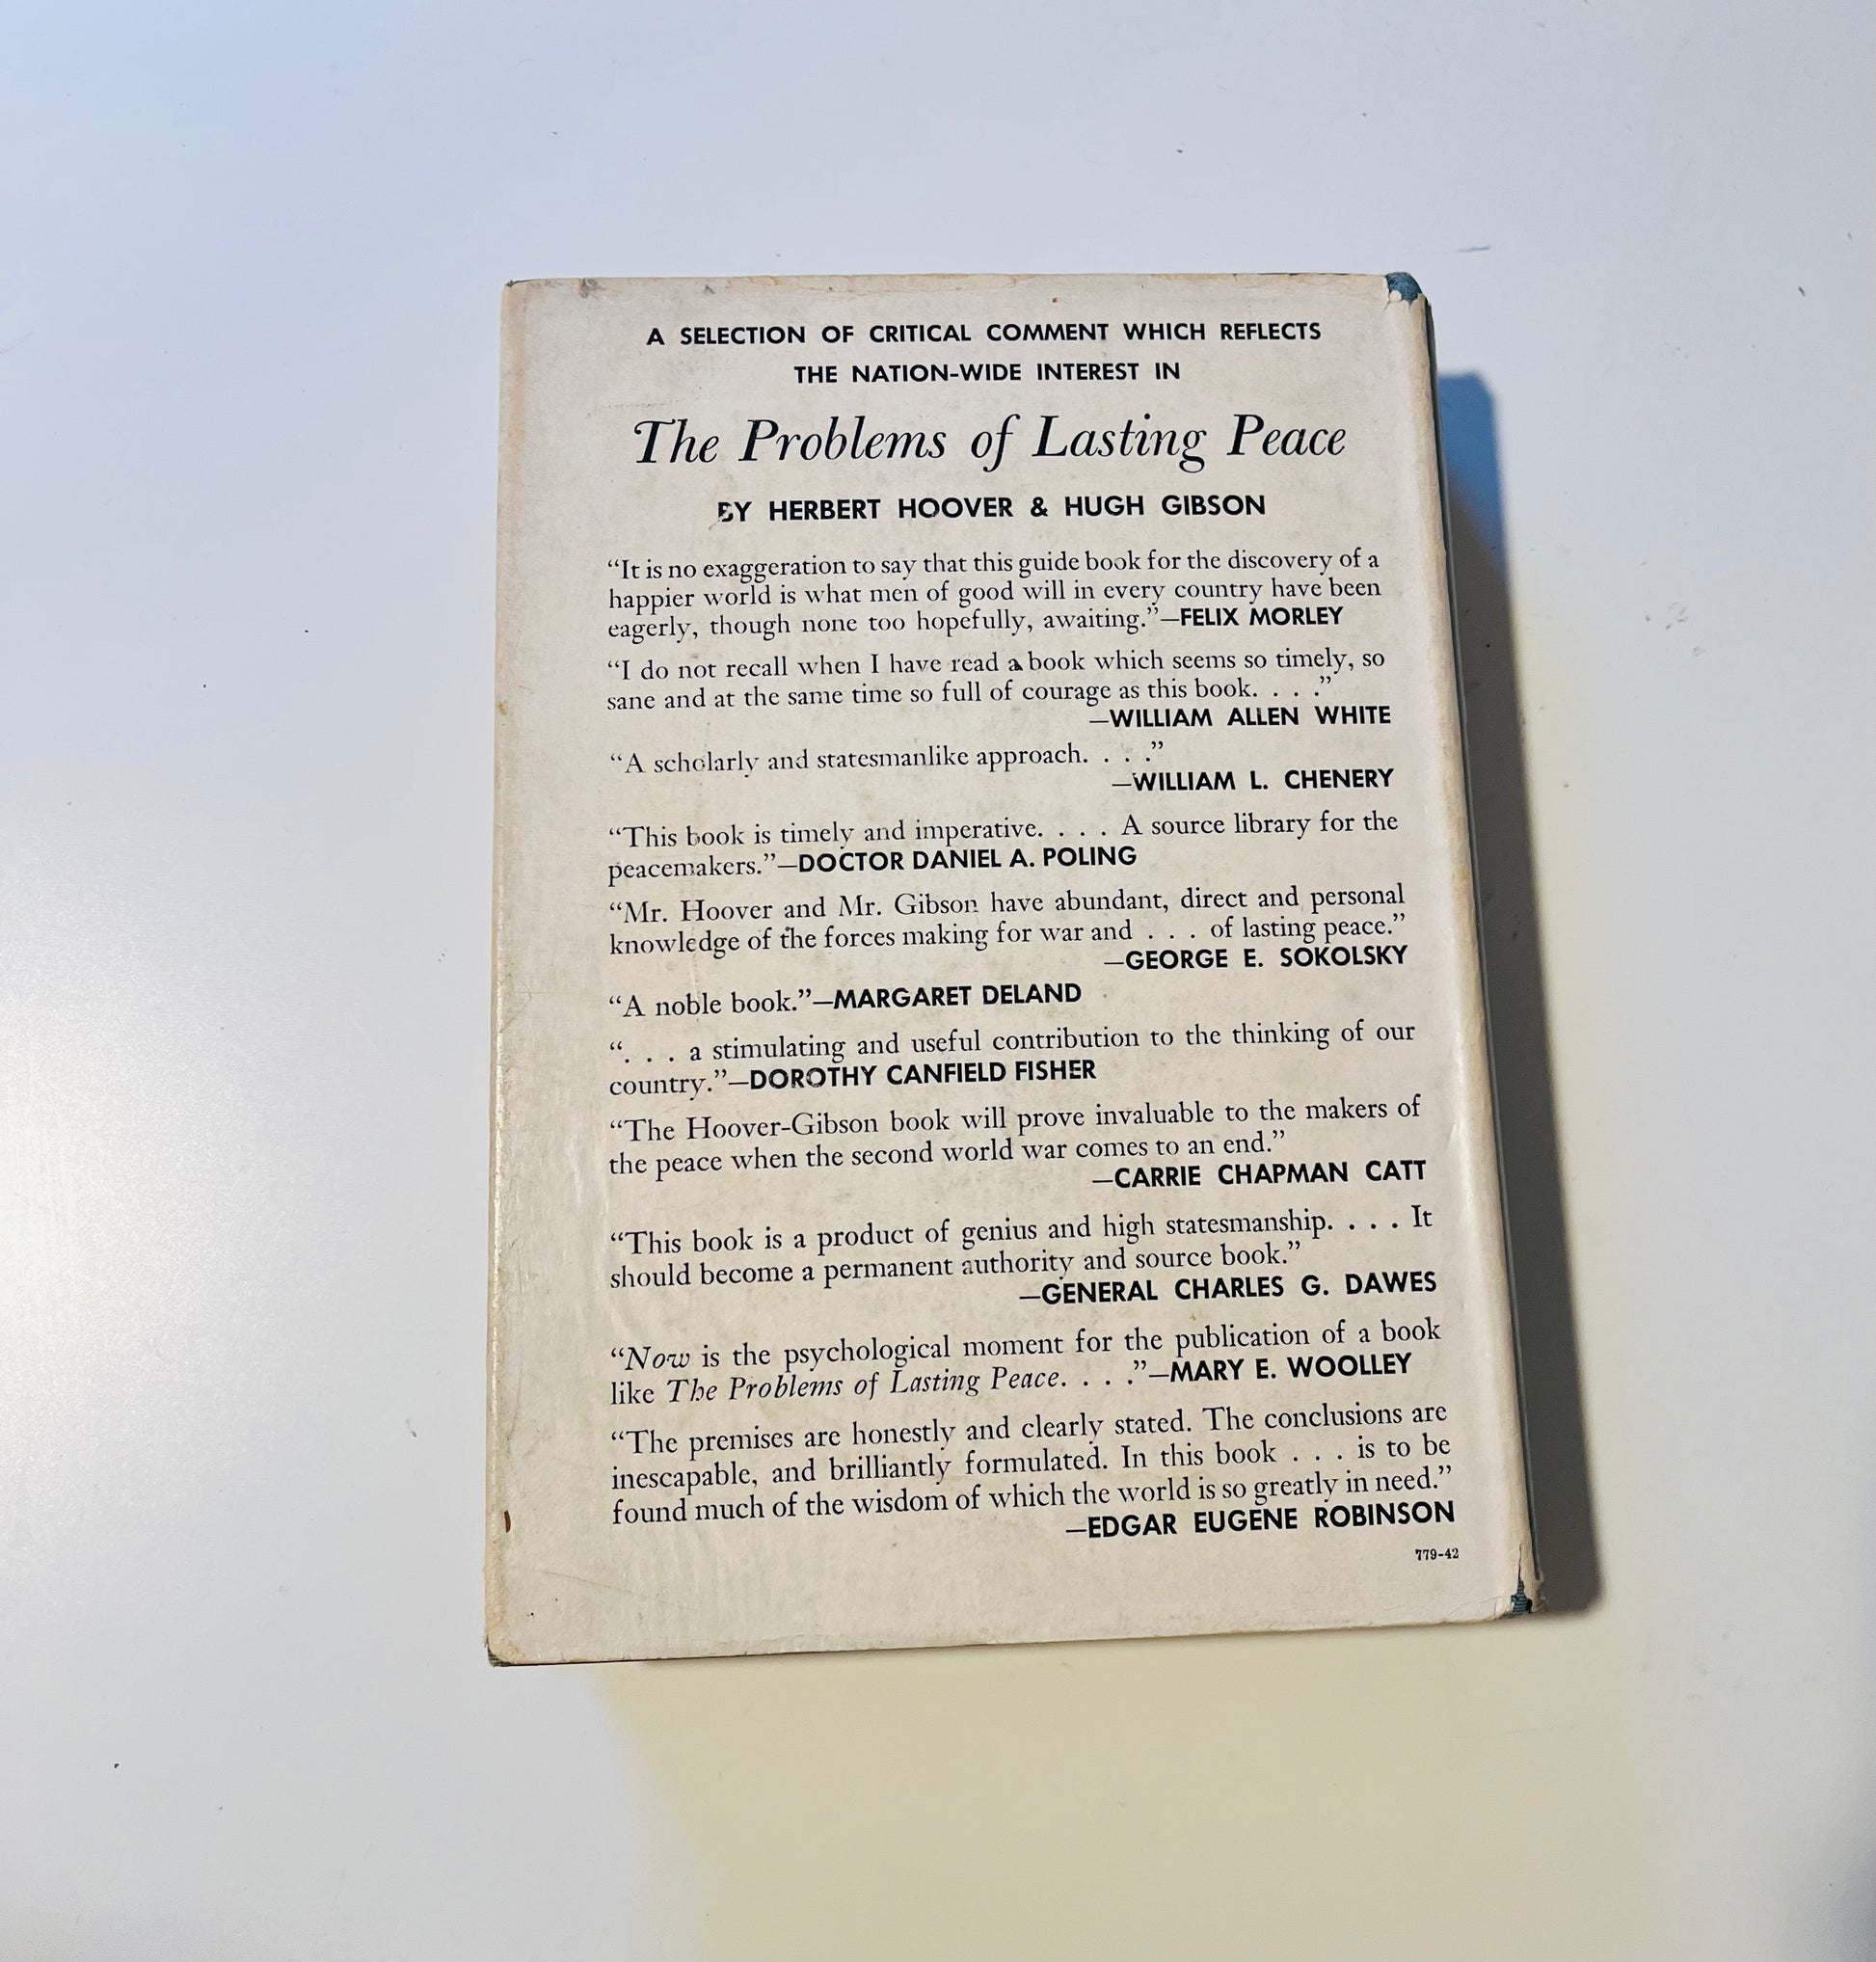 A SELECTION OF CRITICAL COMMENT WHICH REFLECTS
THE NATION-WIDE INTEREST IN
The Problems of Lasting Peace
BY HERBERT HOOVER & HUGH GIBSON
“It is no exaggeration to say that this guide book for the discovery of a
happier world is what men of good will in every country have been
eagerly, though none too hopefully, awaiting.”—FELIX MORLEY
“I do not recall when I have read a book which seems so timely, so
sane and at the same time so full of courage as this book. . . .”
—WILLIAM ALLEN WHITE
“A scholarly and statesmanlike approach. . . .”
—WILLIAM L. CHENERY
“This book is timely and imperative. . . . A source library for the
peacemakers.”—DOCTOR DANIEL A. POLING
“Mr. Hoover and Mr. Gibson have abundant, direct and personal
knowledge of the forces making for war and . . . of lasting peace.”
—GEORGE E. SOKOLSKY
“A noble book.”—MARGARET DELAND
“. . . a stimulating and useful contribution to the thinking of our
country.”—DOROTHY CANFIELD FISHER
“The Hoover-Gibson book will prove invaluable to the makers of
the peace when the second world war comes to an end.”
—CARRIE CHAPMAN CATT
“This book is a product of genius and high statesmanship. . . . It
should become a permanent authority and source book.”
—GENERAL CHARLES G. DAWES
“Now is the psychological moment for the publication of a book
like The Problems of Lasting Peace. . . .”—MARY E. WOOLLEY
“The premises are honestly and clearly stated. The conclusions are
inescapable, and brilliantly formulated. In this book . . . is to be
found much of the wisdom of which the world is so greatly in need.”
—EDGAR EUGENE ROBINSON
779-42